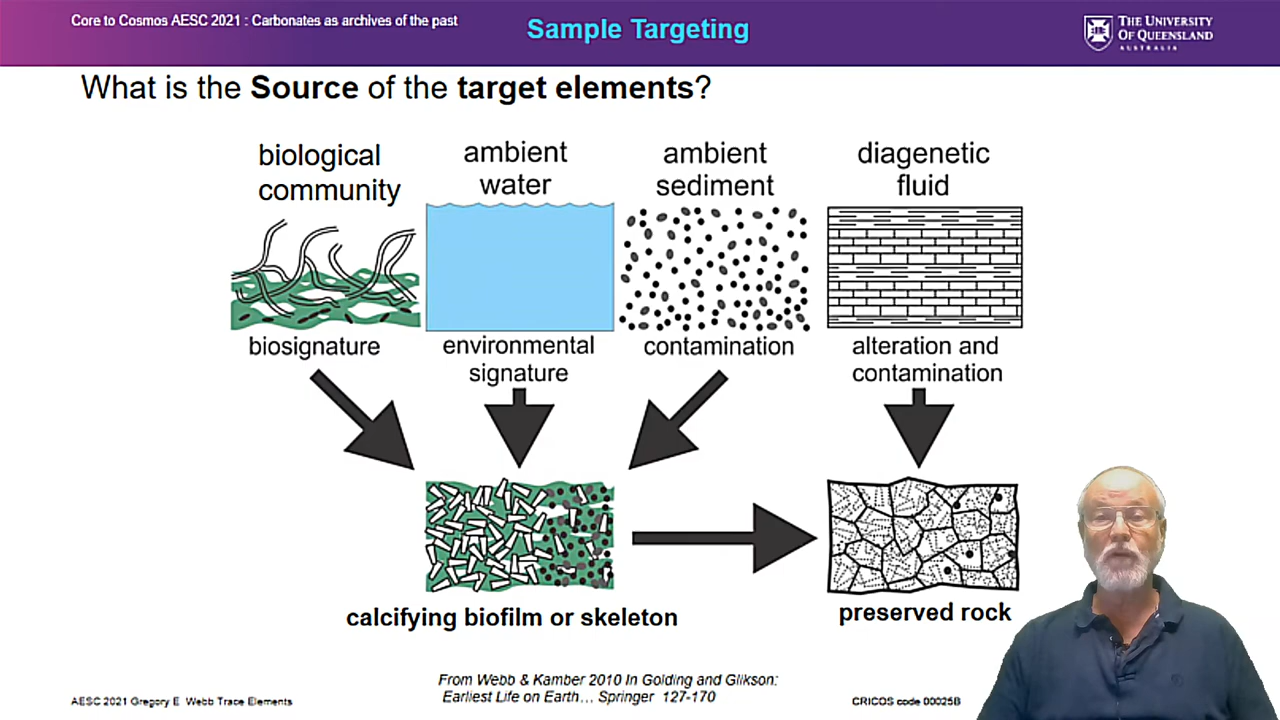 Core to Cosmos AESC 2021 : Carbonates as archives of the past
Sample Targeting
THE UNIVERSITY
OF QUEENSLAND
AUSTRALIA
What is the Source of the target elements?
biological
community
ambient
water
ambient
sediment
diagenetic
fluid
biosignature
environmental
signature
contamination
alteration and
contamination
calcifying biofilm or skeleton
preserved rock
From Webb & Kamber 2010 In Golding and Glikson:
Earliest Life on Earth… Springer 127-170
AESC 2021 Gregory E Webb Trace Elements
CRICOS code 00025B